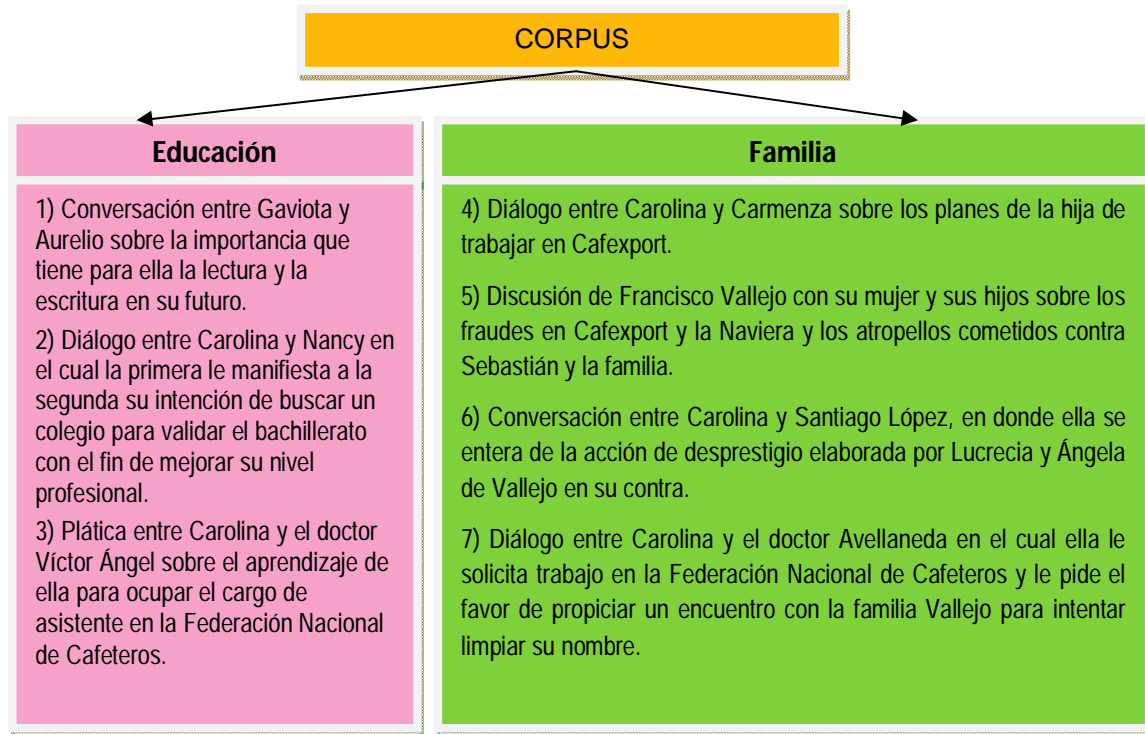 CORPUS
Educación
1) Conversación entre Gaviota y
Aurelio sobre la importancia que
tiene para ella la lectura y la
escritura en su futuro.
2) Diálogo entre Carolina y Nancy en
el cual la primera le manifiesta a la
segunda su intención de buscar un
colegio para validar el bachillerato
con el fin de mejorar su nivel
profesional.
3) Plática entre Carolina y el doctor
Víctor Ángel sobre el aprendizaje de
ella para ocupar el cargo de
asistente en la Federación Nacional
de Cafeteros.
Familia
4) Diálogo entre Carolina y Carmenza sobre los planes de la hija de
trabajar en Cafexport.
5) Discusión de Francisco Vallejo con su mujer y sus hijos sobre los
fraudes en Cafexport y la Naviera y los atropellos cometidos contra
Sebastián y la familia.
6) Conversación entre Carolina y Santiago López, en donde ella se
entera de la acción de desprestigio elaborada por Lucrecia y Ángela
de Vallejo en su contra.
7) Diálogo entre Carolina y el doctor Avellaneda en el cual ella le
solicita trabajo en la Federación Nacional de Cafeteros y le pide el
favor de propiciar un encuentro con la familia Vallejo para intentar
limpiar su nombre.